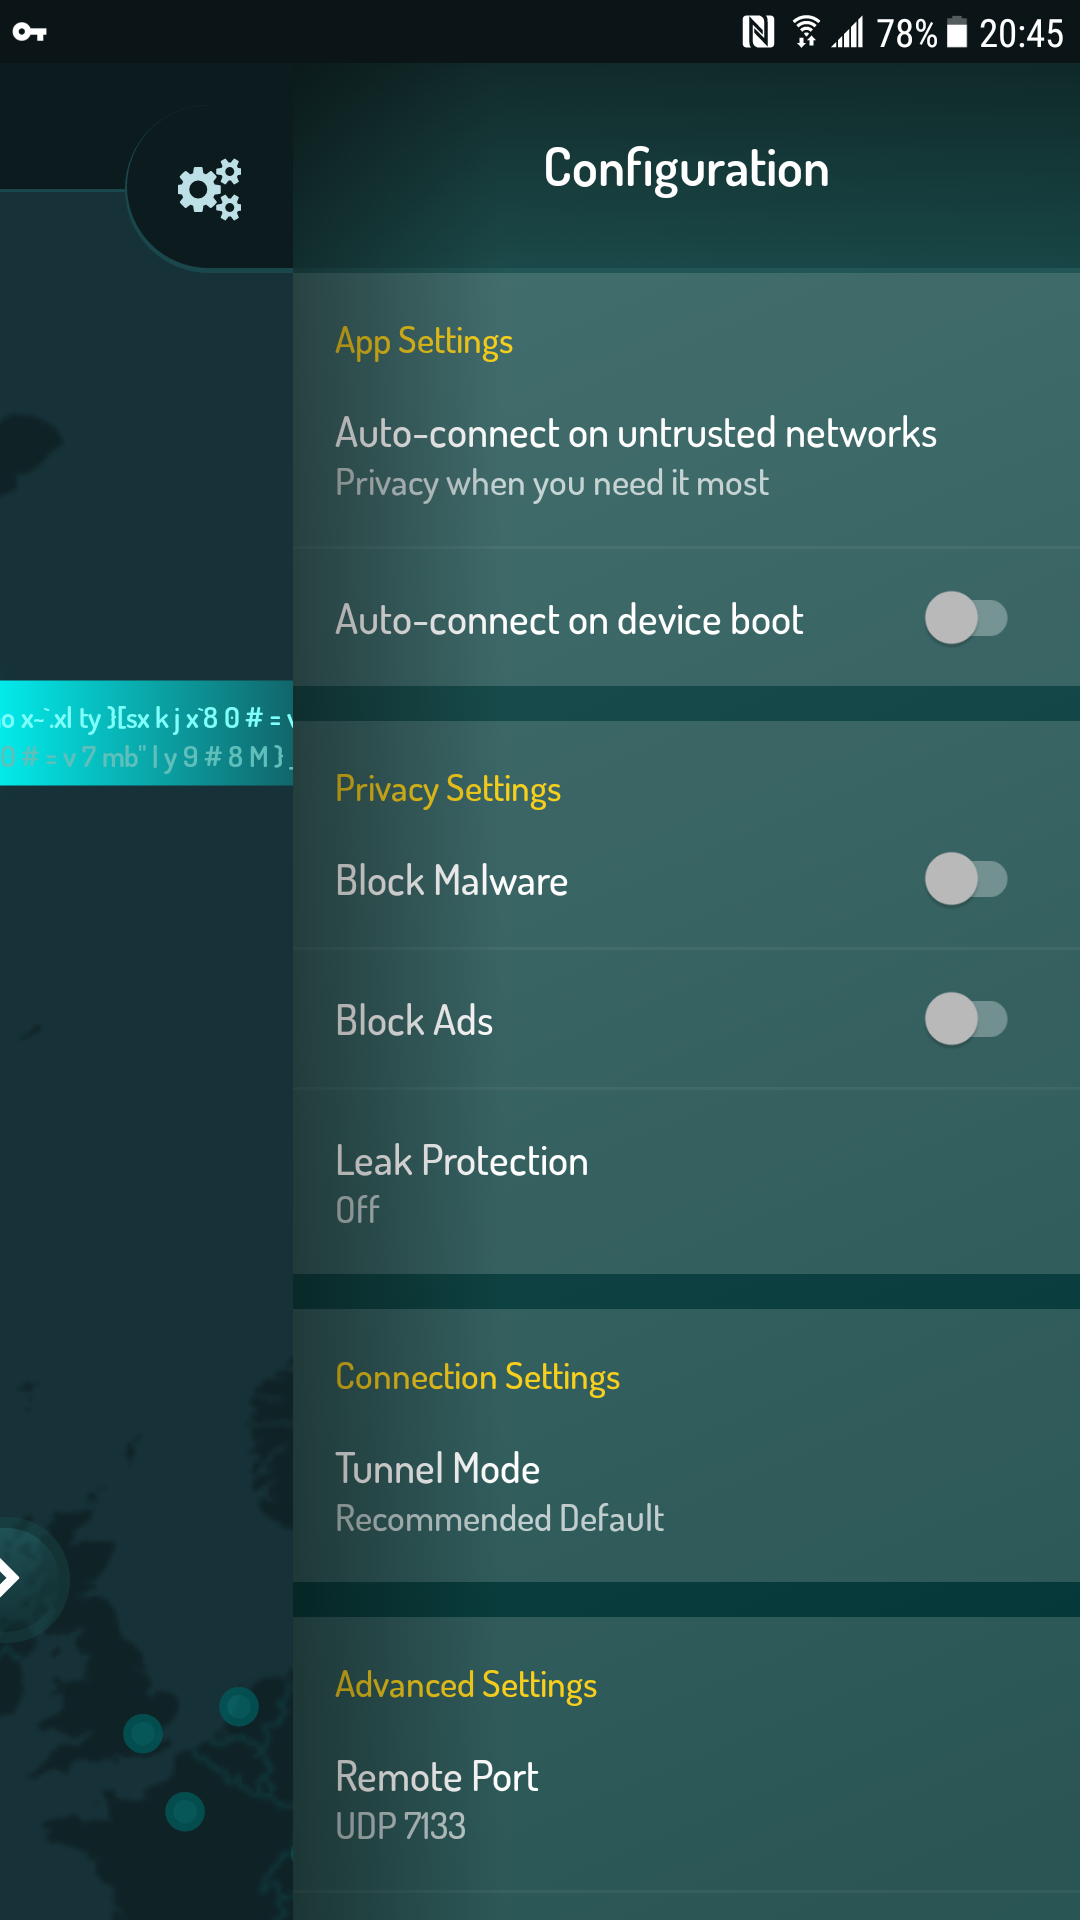 78% 20:45
Configuration
App Settings
Auto-connect on untrusted networks
Privacy when you need it most
Auto-connect on device boot
o x~`.xl ty }[sx k j x`8 0 # = v
0 # = v 7 mb" | y 9 # 8 M } _
Privacy Settings
Block Malware
Block Ads
Leak Protection
Off
Connection Settings
Tunnel Mode
Recommended Default
Advanced Settings
Remote Port
UDP 7133